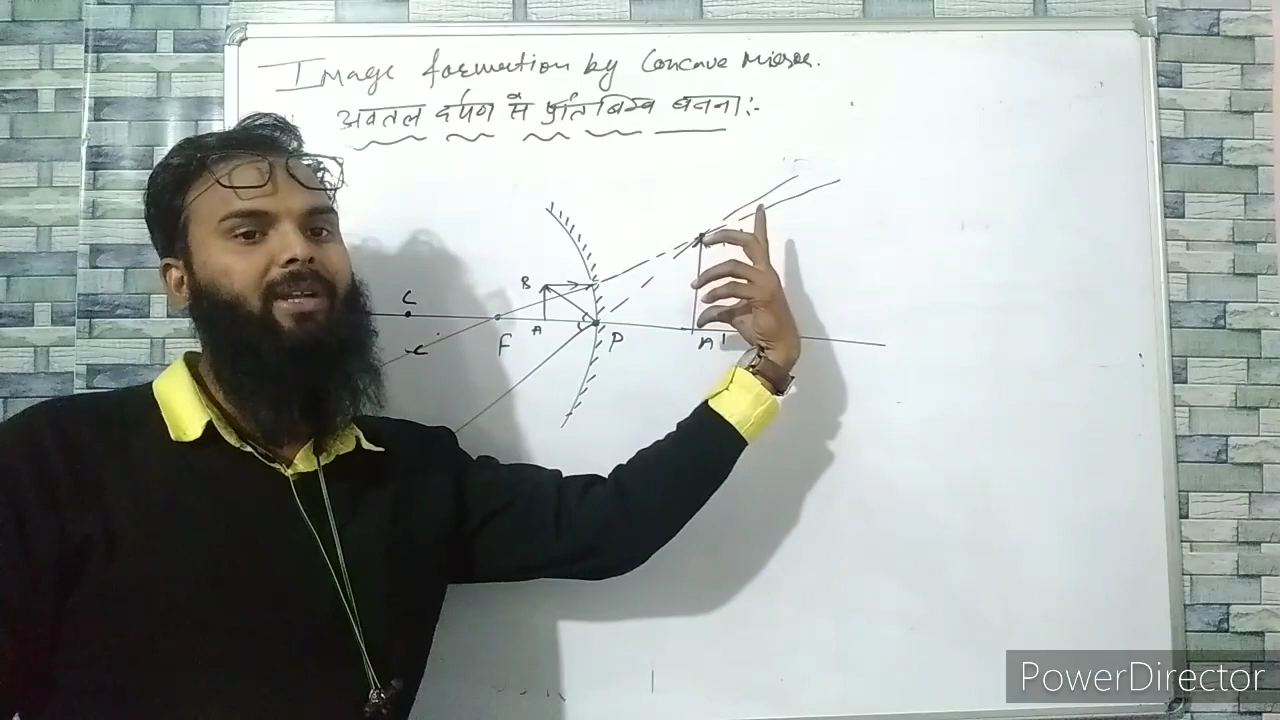 Image formation by Concave mirror.
अवतल दर्पण से प्रतिबिम्ब बनना :-
C
B
F
A
P
A'
PowerDirector